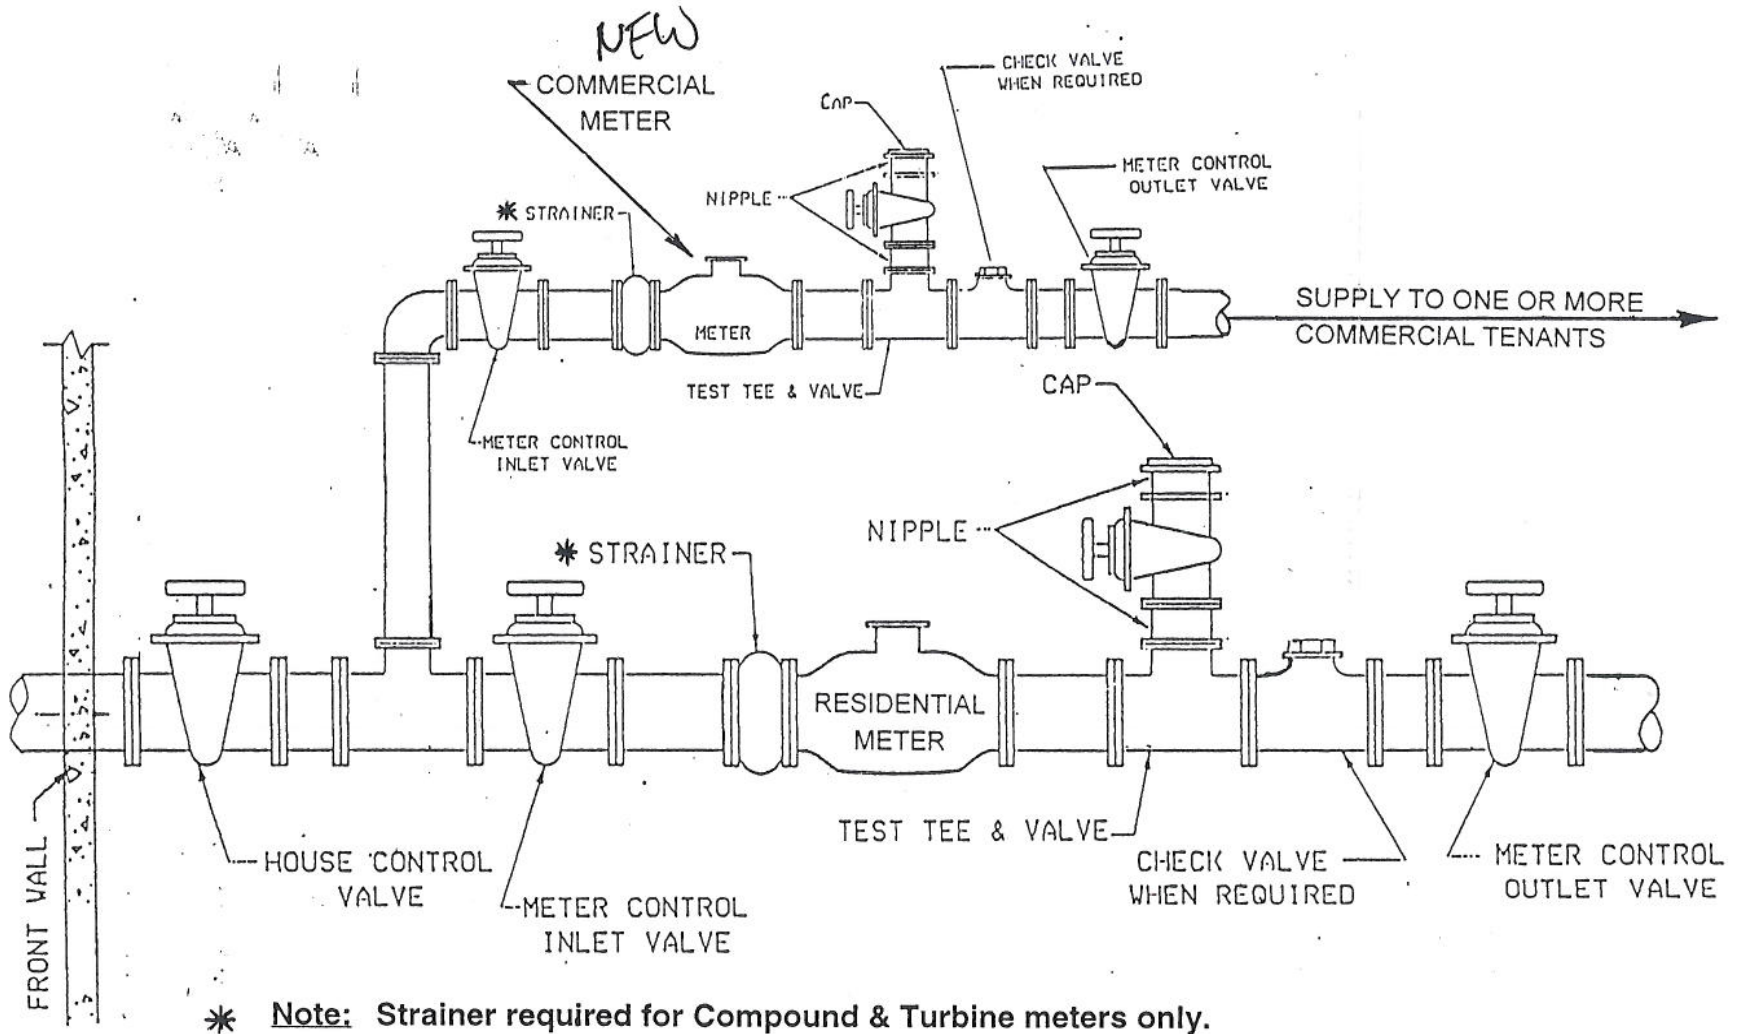 NEW
COMMERCIAL
METER
CHECK VALVE
WHEN REQUIRED
CAP
METER CONTROL
OUTLET VALVE
NIPPLE
* STRAINER
METER
SUPPLY TO ONE OR MORE
COMMERCIAL TENANTS
TEST TEE & VALVE
CAP
METER CONTROL
INLET VALVE
NIPPLE
* STRAINER
RESIDENTIAL
METER
TEST TEE & VALVE
HOUSE CONTROL
VALVE
CHECK VALVE
WHEN REQUIRED
METER CONTROL
OUTLET VALVE
METER CONTROL
INLET VALVE
FRONT WALL
* Note: Strainer required for Compound & Turbine meters only.